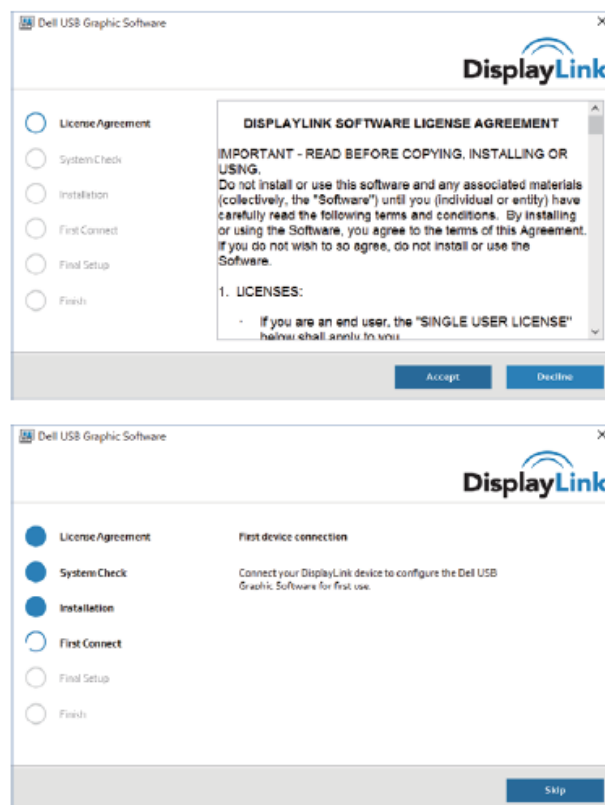 Dell USB Graphic Software
DisplayLink
License Agreement
System Check
Installation
First Connect
Final Setup
Finish
DISPLAYLINK SOFTWARE LICENSE AGREEMENT
IMPORTANT - READ BEFORE COPYING, INSTALLING OR
USING.
Do not install or use this software and any associated materials
(collectively, the "Software") until you (individual or entity) have
carefully read the following terms and conditions. By installing
or using the Software, you agree to the terms of this Agreement.
If you do not wish to so agree, do not install or use the
Software.
1. LICENSES:
- If you are an end user, the "SINGLE USER LICENSE"
below shall apply to you
Accept
Decline
Dell USB Graphic Software
DisplayLink
License Agreement
System Check
Installation
First Connect
Final Setup
Finish
First device connection
Connect your DisplayLink device to configure the Dell USB
Graphic Software for first use.
Skip